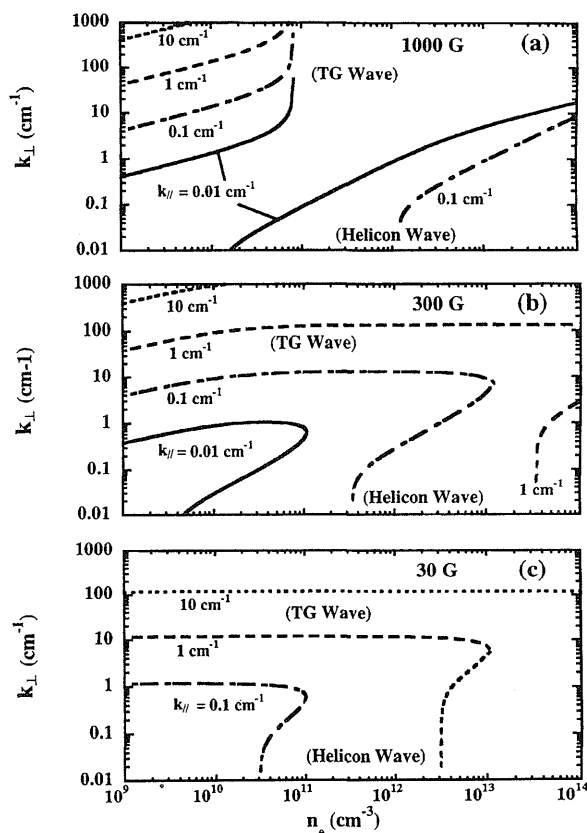 1000
100
10
1
0.1
0.01
k⊥ (cm⁻¹)
10 cm⁻¹
1 cm⁻¹
0.1 cm⁻¹
k// = 0.01 cm⁻¹
1000 G
(a)
(TG Wave)
0.1 cm⁻¹
(Helicon Wave)
1000
100
10
1
0.1
0.01
k⊥ (cm-1)
10 cm⁻¹
300 G
(b)
1 cm⁻¹
(TG Wave)
0.1 cm⁻¹
k// = 0.01 cm⁻¹
(Helicon Wave)
1 cm⁻¹
1000
100
10
1
0.1
0.01
k⊥ (cm⁻¹)
30 G
(c)
10 cm⁻¹
(TG Wave)
1 cm⁻¹
k// = 0.1 cm⁻¹
(Helicon Wave)
10⁹ 10¹⁰ 10¹¹ 10¹² 10¹³ 10¹⁴
nₑ (cm⁻³)